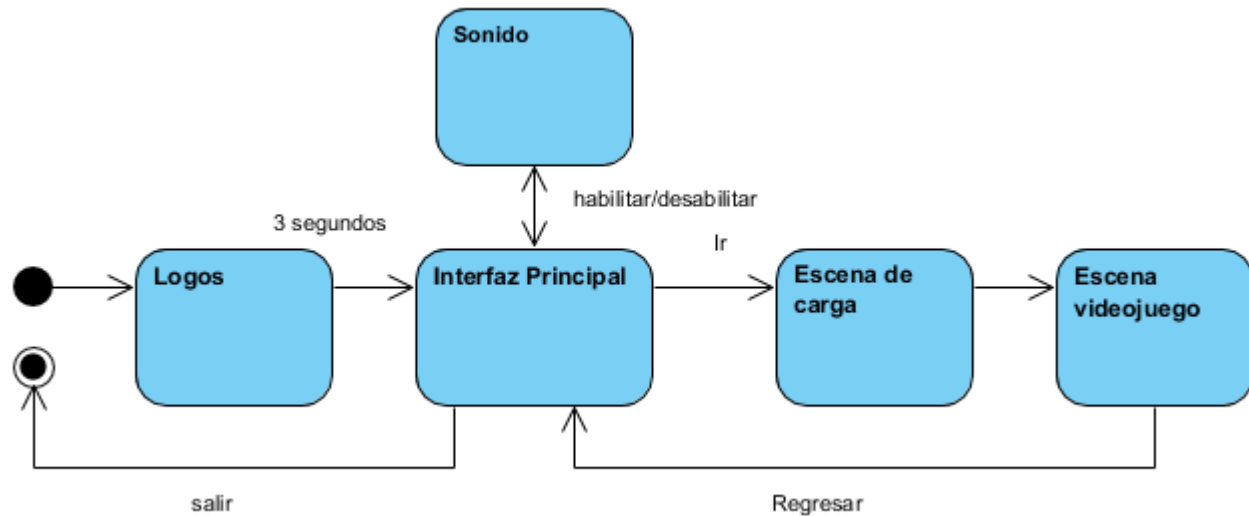 Sonido
habilitar/desabilitar
3 segundos
Ir
Logos
Interfaz Principal
Escena de
carga
Escena
videojuego
salir
Regresar